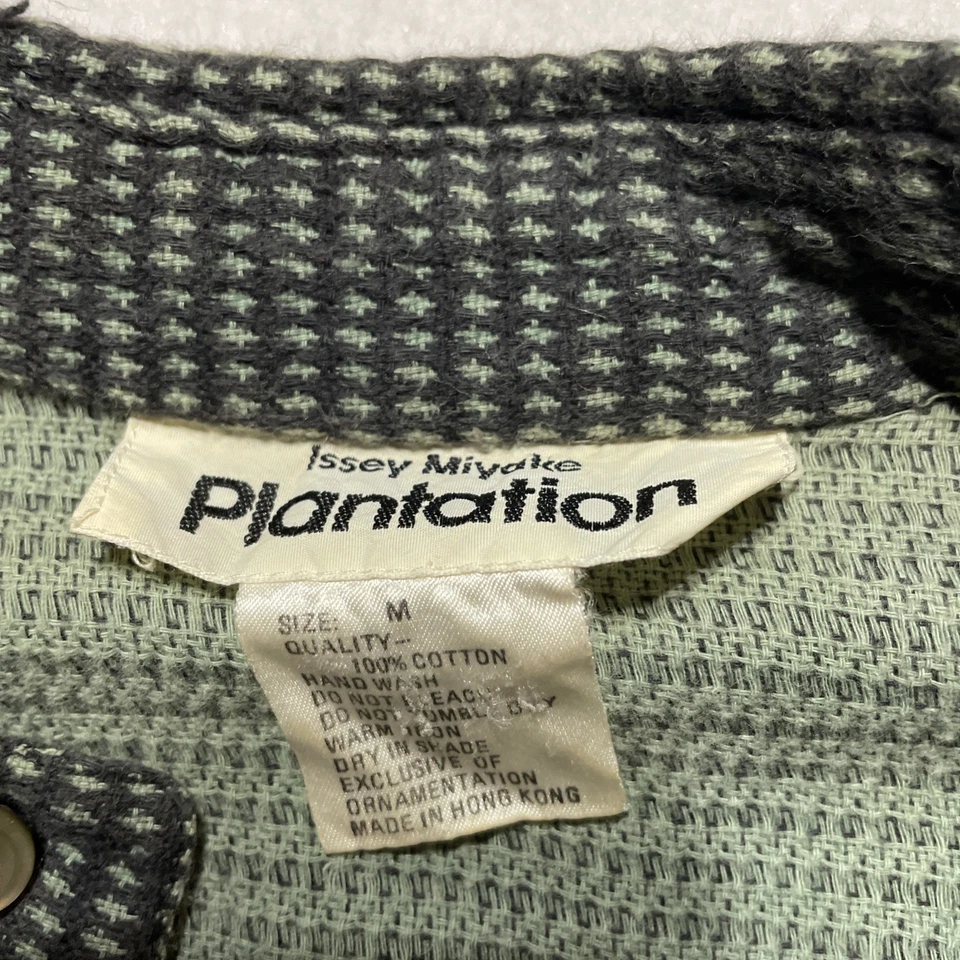 Issey Miyake
Plantation
SIZE: M
QUALITY--
100% COTTON
HAND WASH
DO NOT BLEACH
DO NOT TUMBLE DRY
WARM IRON
DRY IN SHADE
EXCLUSIVE OF
ORNAMENTATION
MADE IN HONG KONG